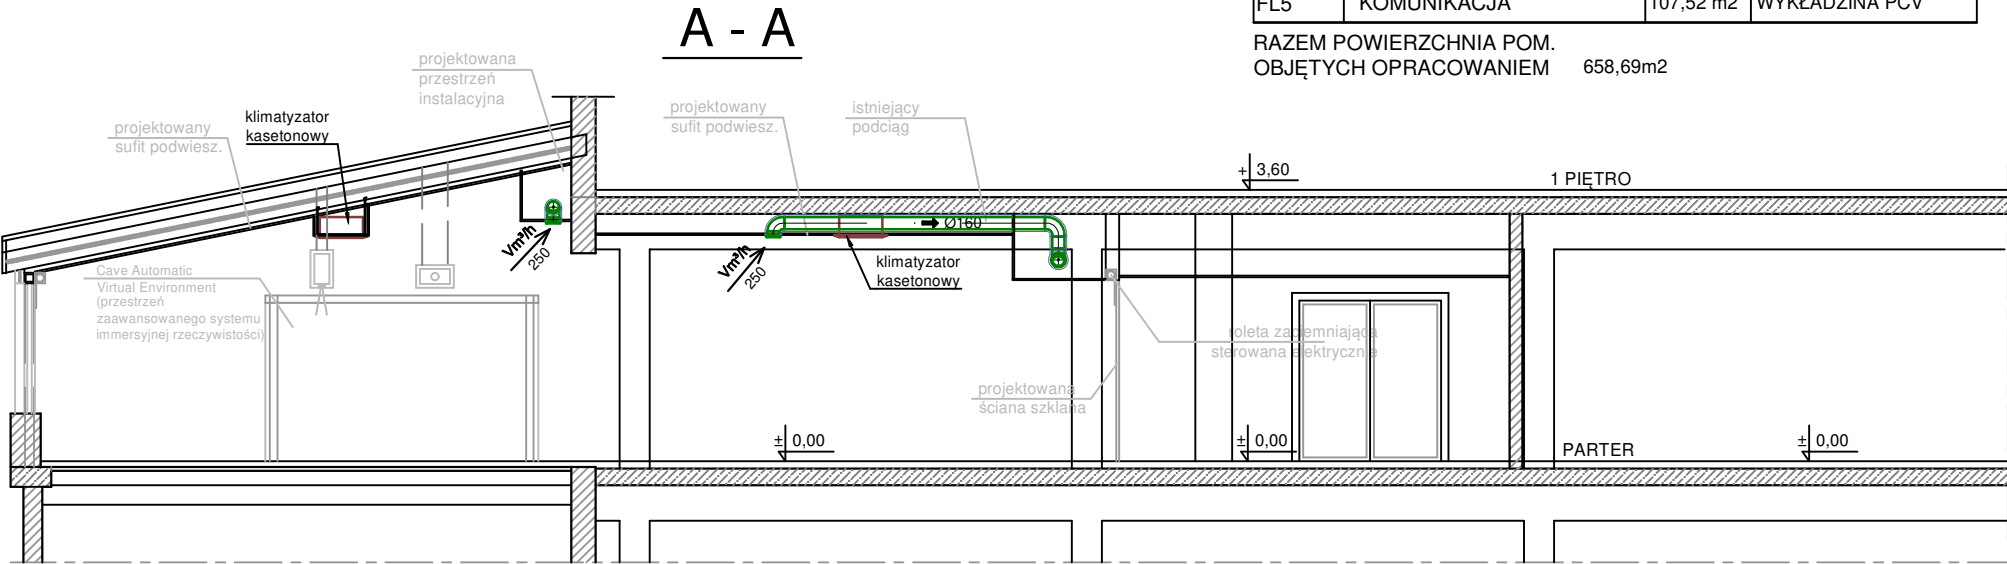 A - A
FL5 KOMUNIKACJA 107,52 m2 WYKŁADZINA PCV
RAZEM POWIERZCHNIA POM.
OBJĘTYCH OPRACOWANIEM 658,69m2
projektowana
przestrzeń
instalacyjna
klimatyzator
kasetonowy
projektowany
sufit podwiesz.
projektowany
sufit podwiesz.
istniejący
podciąg
+ 3,60
1 PIĘTRO
Vm³/h
250
Vm³/h
250
Ø160
klimatyzator
kasetonowy
Cave Automatic
Virtual Environment
(przestrzeń
zaawansowanego systemu
immersyjnej rzeczywistości)
roleta zaciemniająca
sterowana elektrycznie
projektowana
ściana szklana
± 0,00
± 0,00
PARTER
± 0,00